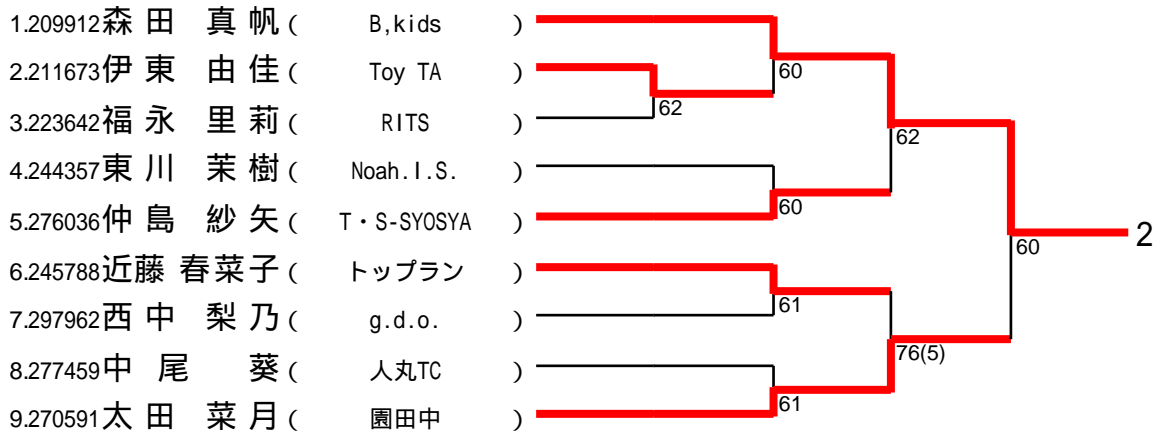 1.209912森田 真帆( B,kids )
60
2.211673伊東 由佳( Toy TA )
62
3.223642福永 里莉( RITS )
62
4.244357東川 茉樹( Noah.I.S. )
60
5.276036仲島 紗矢( T・S-SYOSYA )
2
60
6.245788近藤 春菜子( トップラン )
61
7.297962西中 梨乃( g.d.o. )
76(5)
8.277459中尾 葵( 人丸TC )
61
9.270591太田 菜月( 園田中 )